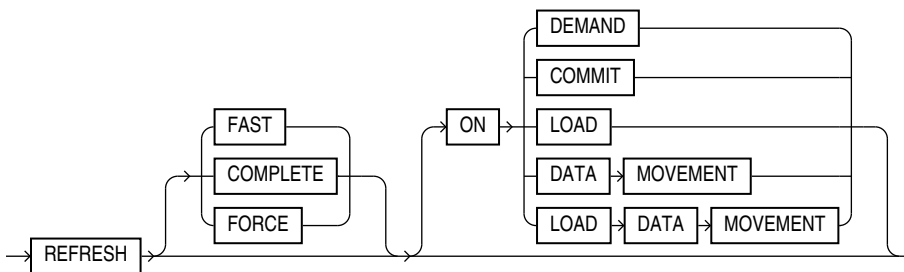 DEMAND
COMMIT
FAST ON LOAD
COMPLETE DATA MOVEMENT
FORCE LOAD DATA MOVEMENT
REFRESH